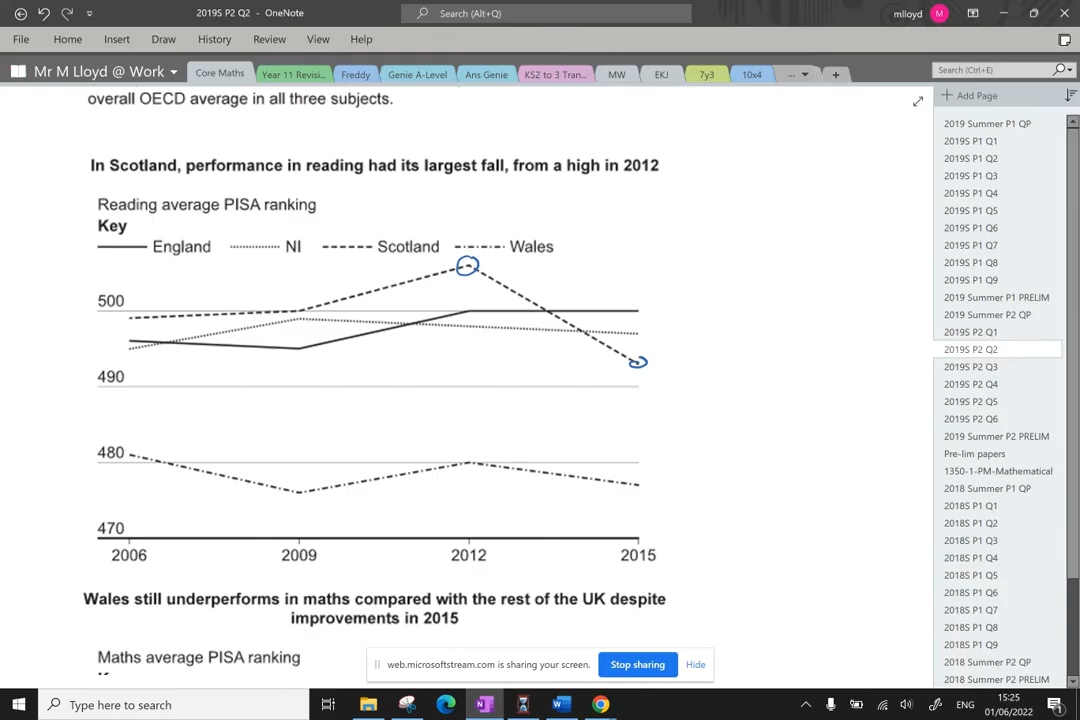 2019S P2 Q2 - OneNote
Search (Alt+Q)
mlloyd
M
File
Home
Insert
Draw
History
Review
View
Help
Mr M Lloyd @ Work
Core Maths
Year 11 Revisi...
Freddy
Genie A-Level
Ans Genie
KS2 to 3 Tran...
MW
EKJ
7y3
10x4
...
+
Search (Ctrl+E)
overall OECD average in all three subjects.
In Scotland, performance in reading had its largest fall, from a high in 2012
Reading average PISA ranking
Key
England
NI
Scotland
Wales
500
490
480
470
2006
2009
2012
2015
Wales still underperforms in maths compared with the rest of the UK despite
improvements in 2015
Maths average PISA ranking
web.microsoftstream.com is sharing your screen.
Stop sharing
Hide
Add Page
2019 Summer P1 QP
2019S P1 Q1
2019S P1 Q2
2019S P1 Q3
2019S P1 Q4
2019S P1 Q5
2019S P1 Q6
2019S P1 Q7
2019S P1 Q8
2019S P1 Q9
2019 Summer P1 PRELIM
2019 Summer P2 QP
2019S P2 Q1
2019S P2 Q2
2019S P2 Q3
2019S P2 Q4
2019S P2 Q5
2019S P2 Q6
2019 Summer P2 PRELIM
Pre-lim papers
1350-1-PM-Mathematical
2018 Summer P1 QP
2018S P1 Q1
2018S P1 Q2
2018S P1 Q3
2018S P1 Q4
2018S P1 Q5
2018S P1 Q6
2018S P1 Q7
2018S P1 Q8
2018S P1 Q9
2018 Summer P2 QP
2018 Summer P2 PRELIM
Type here to search
ENG
15:25
01/06/2022
1